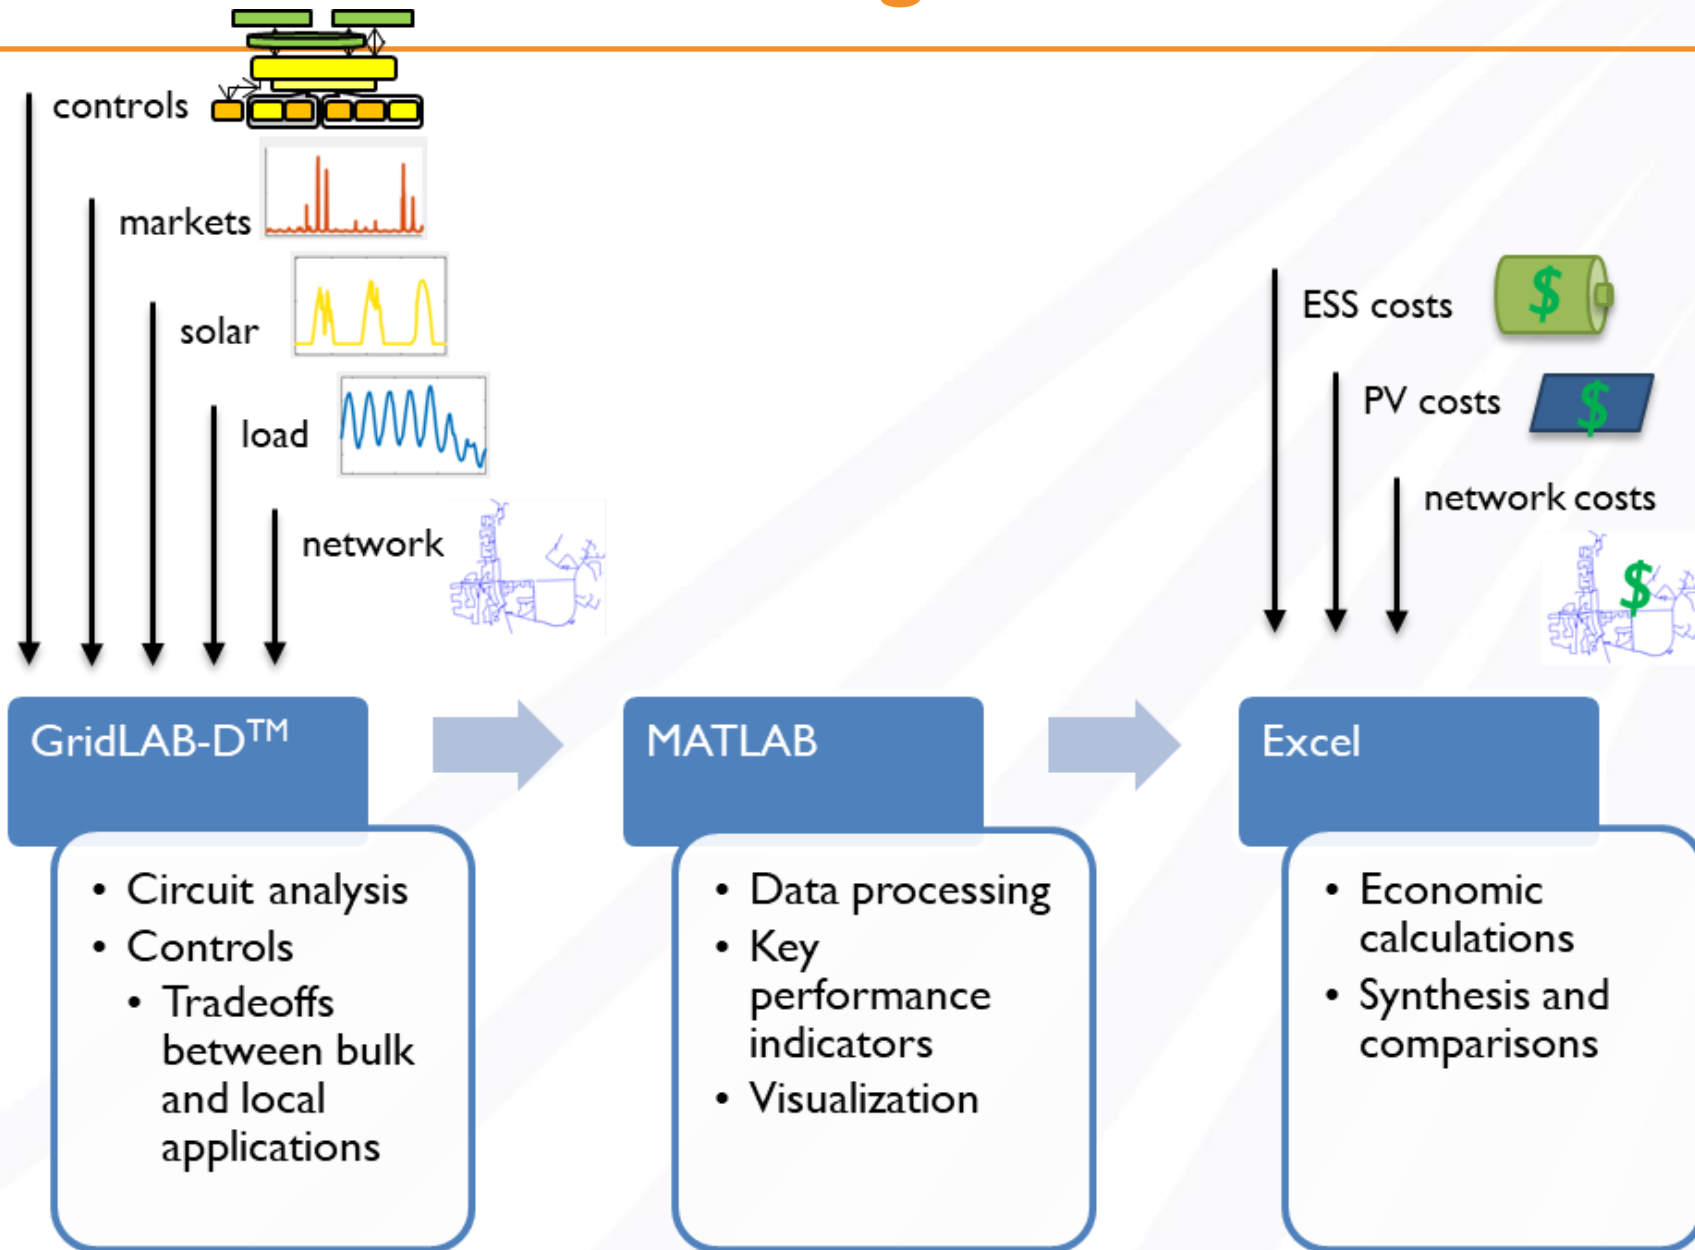 controls
markets
solar
load
network
ESS costs
$
PV costs
$
network costs
$
GridLAB-D™
• Circuit analysis
• Controls
• Tradeoffs
between bulk
and local
applications
MATLAB
• Data processing
• Key
performance
indicators
• Visualization
Excel
• Economic
calculations
• Synthesis and
comparisons